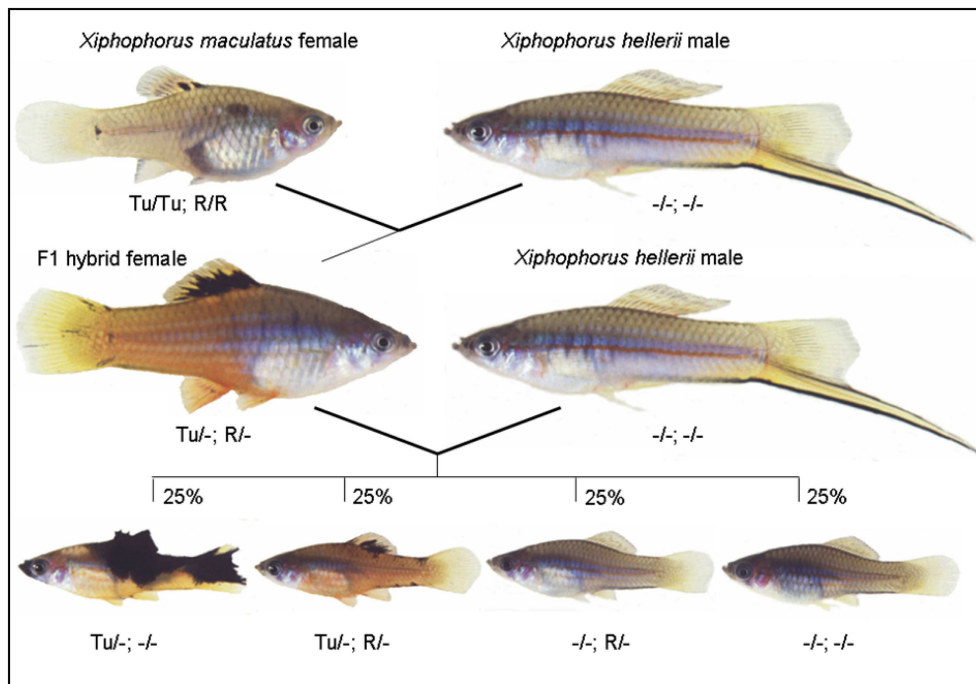 Xiphophorus maculatus female
Xiphophorus hellerii male
Tu/Tu; R/R
-/-; -/-
F1 hybrid female
Xiphophorus hellerii male
Tu/-; R/-
-/-; -/-
25%
25%
25%
25%
Tu/-; -/-
Tu/-; R/-
-/-; R/-
-/-; -/-